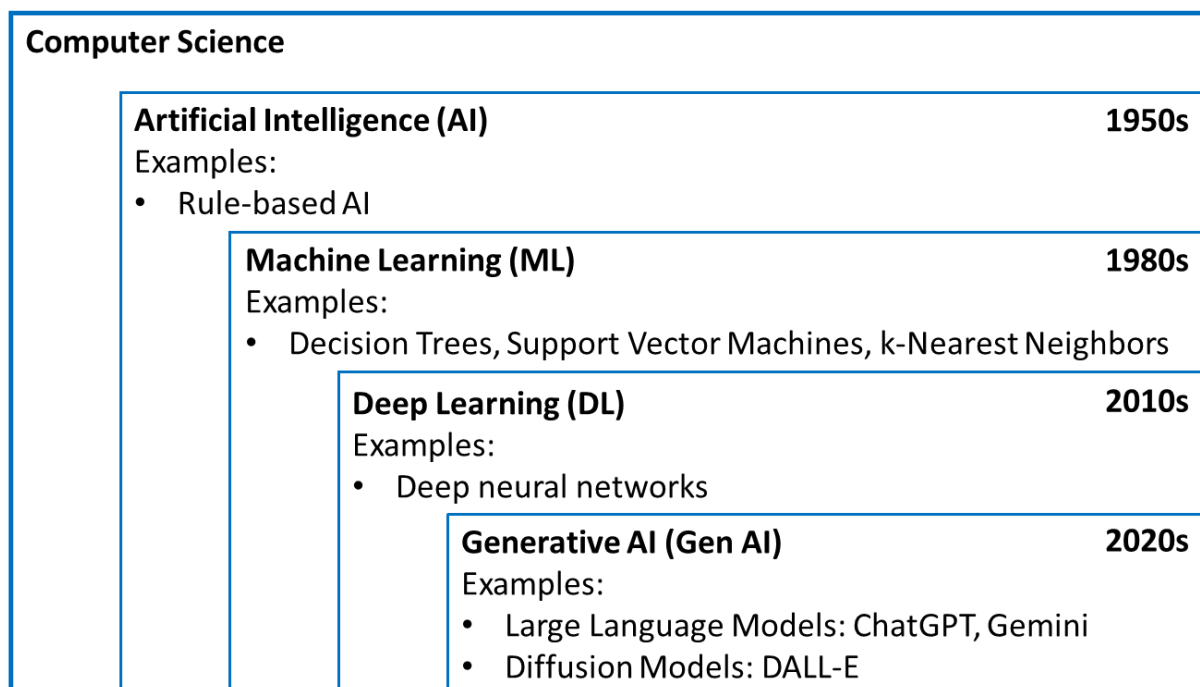 Computer Science
Artificial Intelligence (AI) 1950s
Examples:
• Rule-based AI
Machine Learning (ML) 1980s
Examples:
• Decision Trees, Support Vector Machines, k-Nearest Neighbors
Deep Learning (DL) 2010s
Examples:
• Deep neural networks
Generative AI (Gen AI) 2020s
Examples:
• Large Language Models: ChatGPT, Gemini
• Diffusion Models: DALL-E